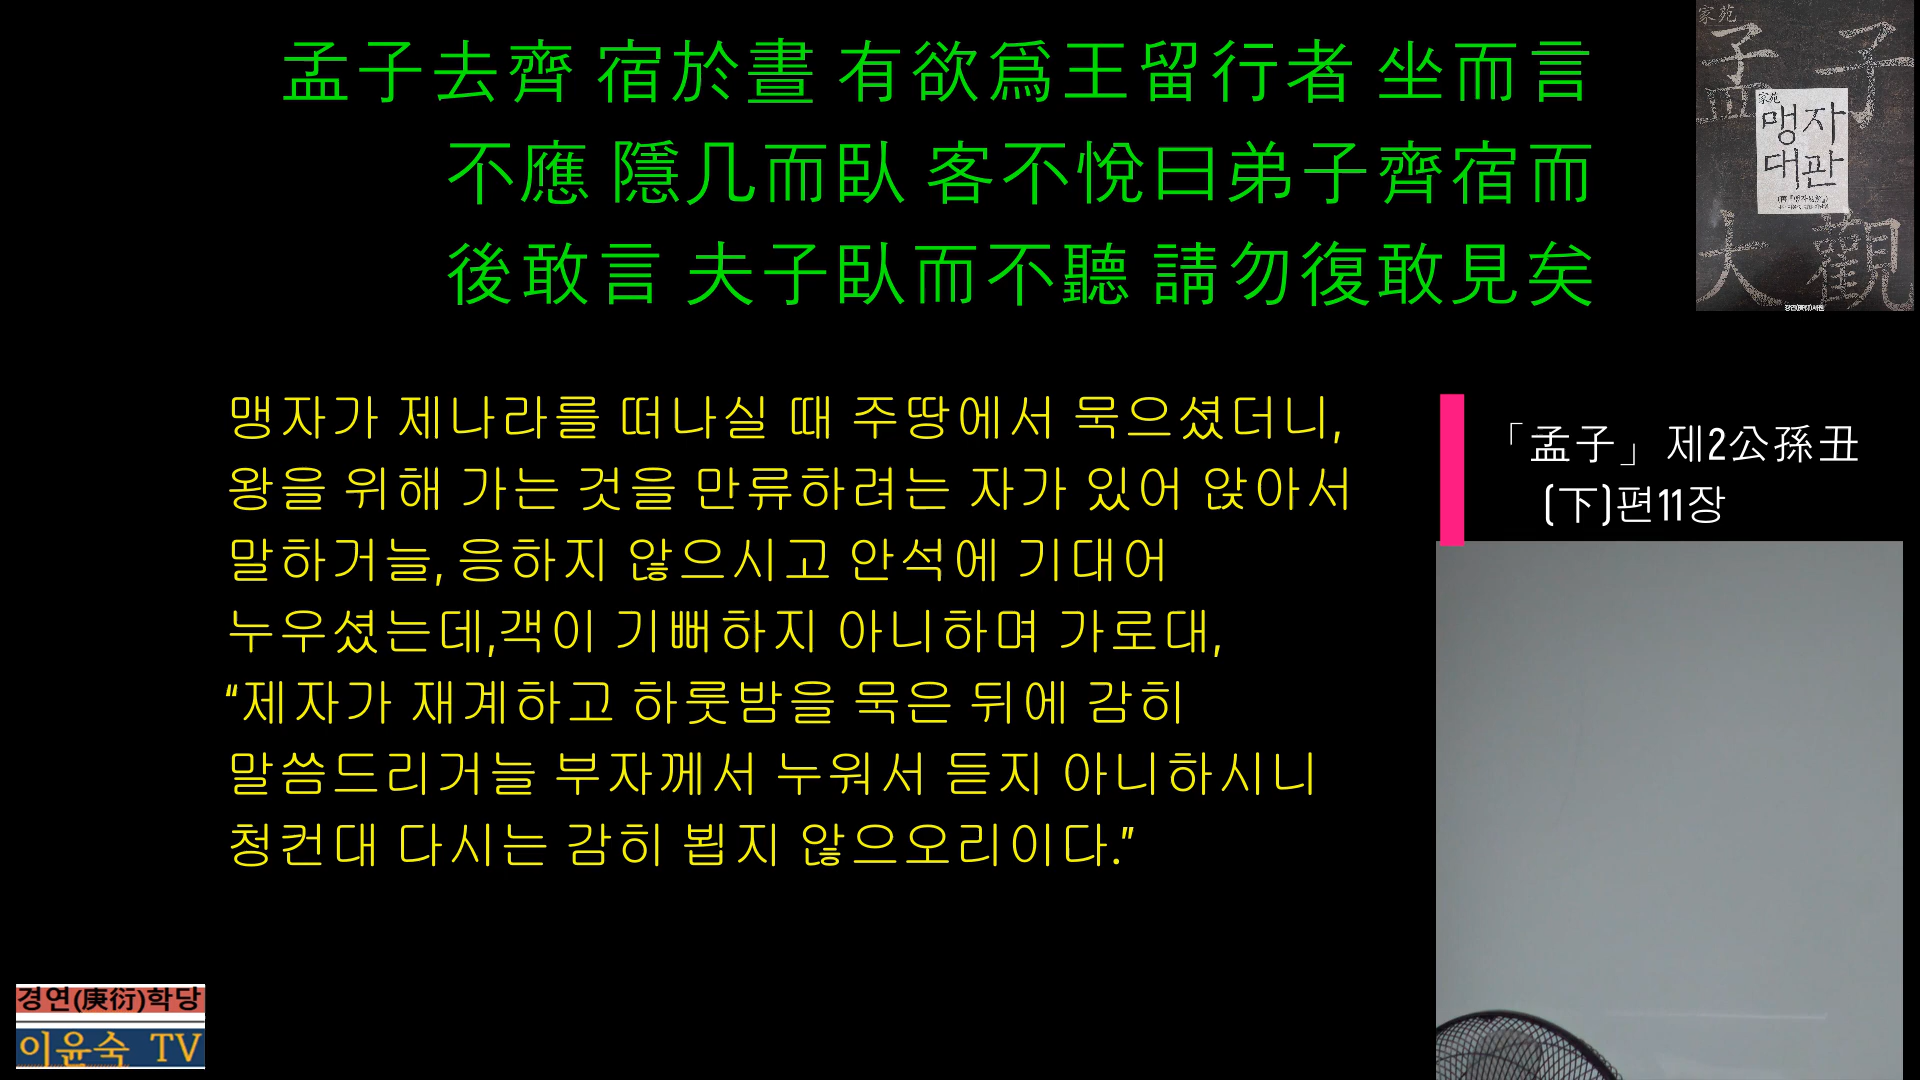 孟子去齊 宿於晝 有欲爲王留行者 坐而言
不應 隱几而臥 客不悅曰弟子齊宿而
後敢言 夫子臥而不聽 請勿復敢見矣
家苑
孟子
家苑
맹자
대관
大觀
맹자가 제나라를 떠나실 때 주땅에서 묵으셨더니,
왕을 위해 가는 것을 만류하려는 자가 있어 앉아서
말하거늘, 응하지 않으시고 안석에 기대어
누우셨는데,객이 기뻐하지 아니하며 가로대,
“제자가 재계하고 하룻밤을 묵은 뒤에 감히
말씀드리거늘 부자께서 누워서 듣지 아니하시니
청컨대 다시는 감히 뵙지 않으오리이다.”
「孟子」 제2公孫丑
(下)편11장
경연(庚衍)학당
이윤숙 TV